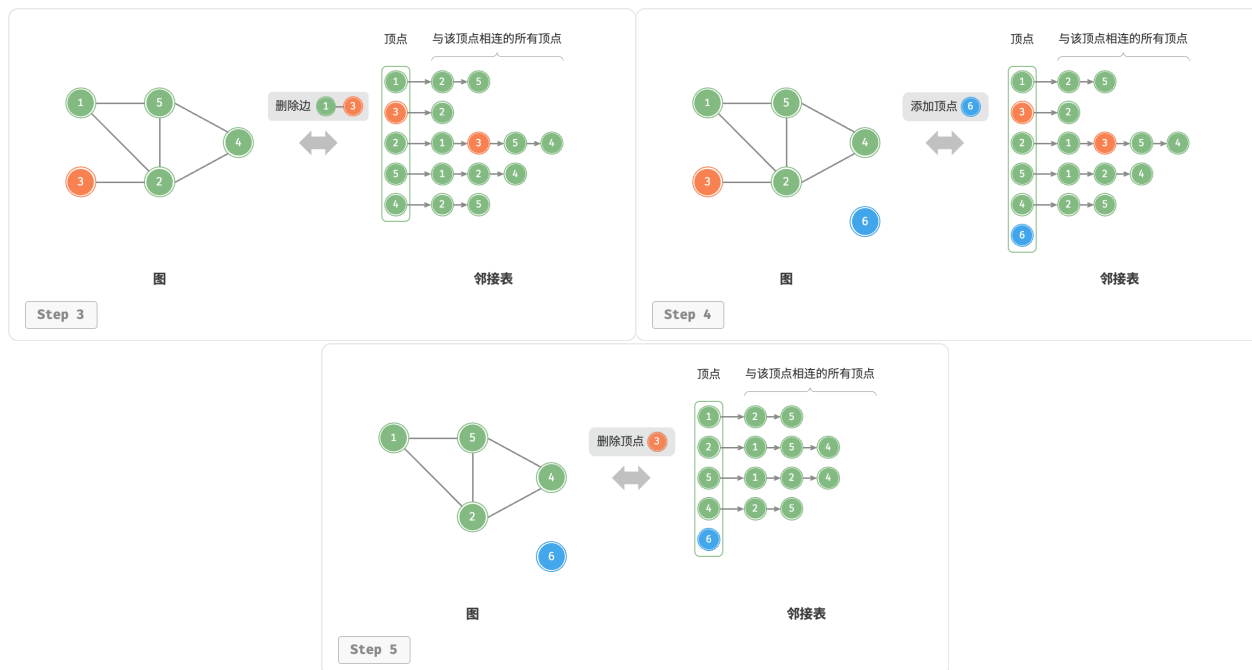 顶点 与该顶点相连的所有顶点
1 5 4 3 2
删除边 1 3
1 2 5
3 2
2 1 3 5 4
5 1 2 4
4 2 5
图 邻接表
Step 3
顶点 与该顶点相连的所有顶点
1 5 4 3 2 6
添加顶点 6
1 2 5
3 2
2 1 3 5 4
5 1 2 4
4 2 5
6
图 邻接表
Step 4
顶点 与该顶点相连的所有顶点
1 5 4 2 6
删除顶点 3
1 2 5
2 1 5 4
5 1 2 4
4 2 5
6
图 邻接表
Step 5